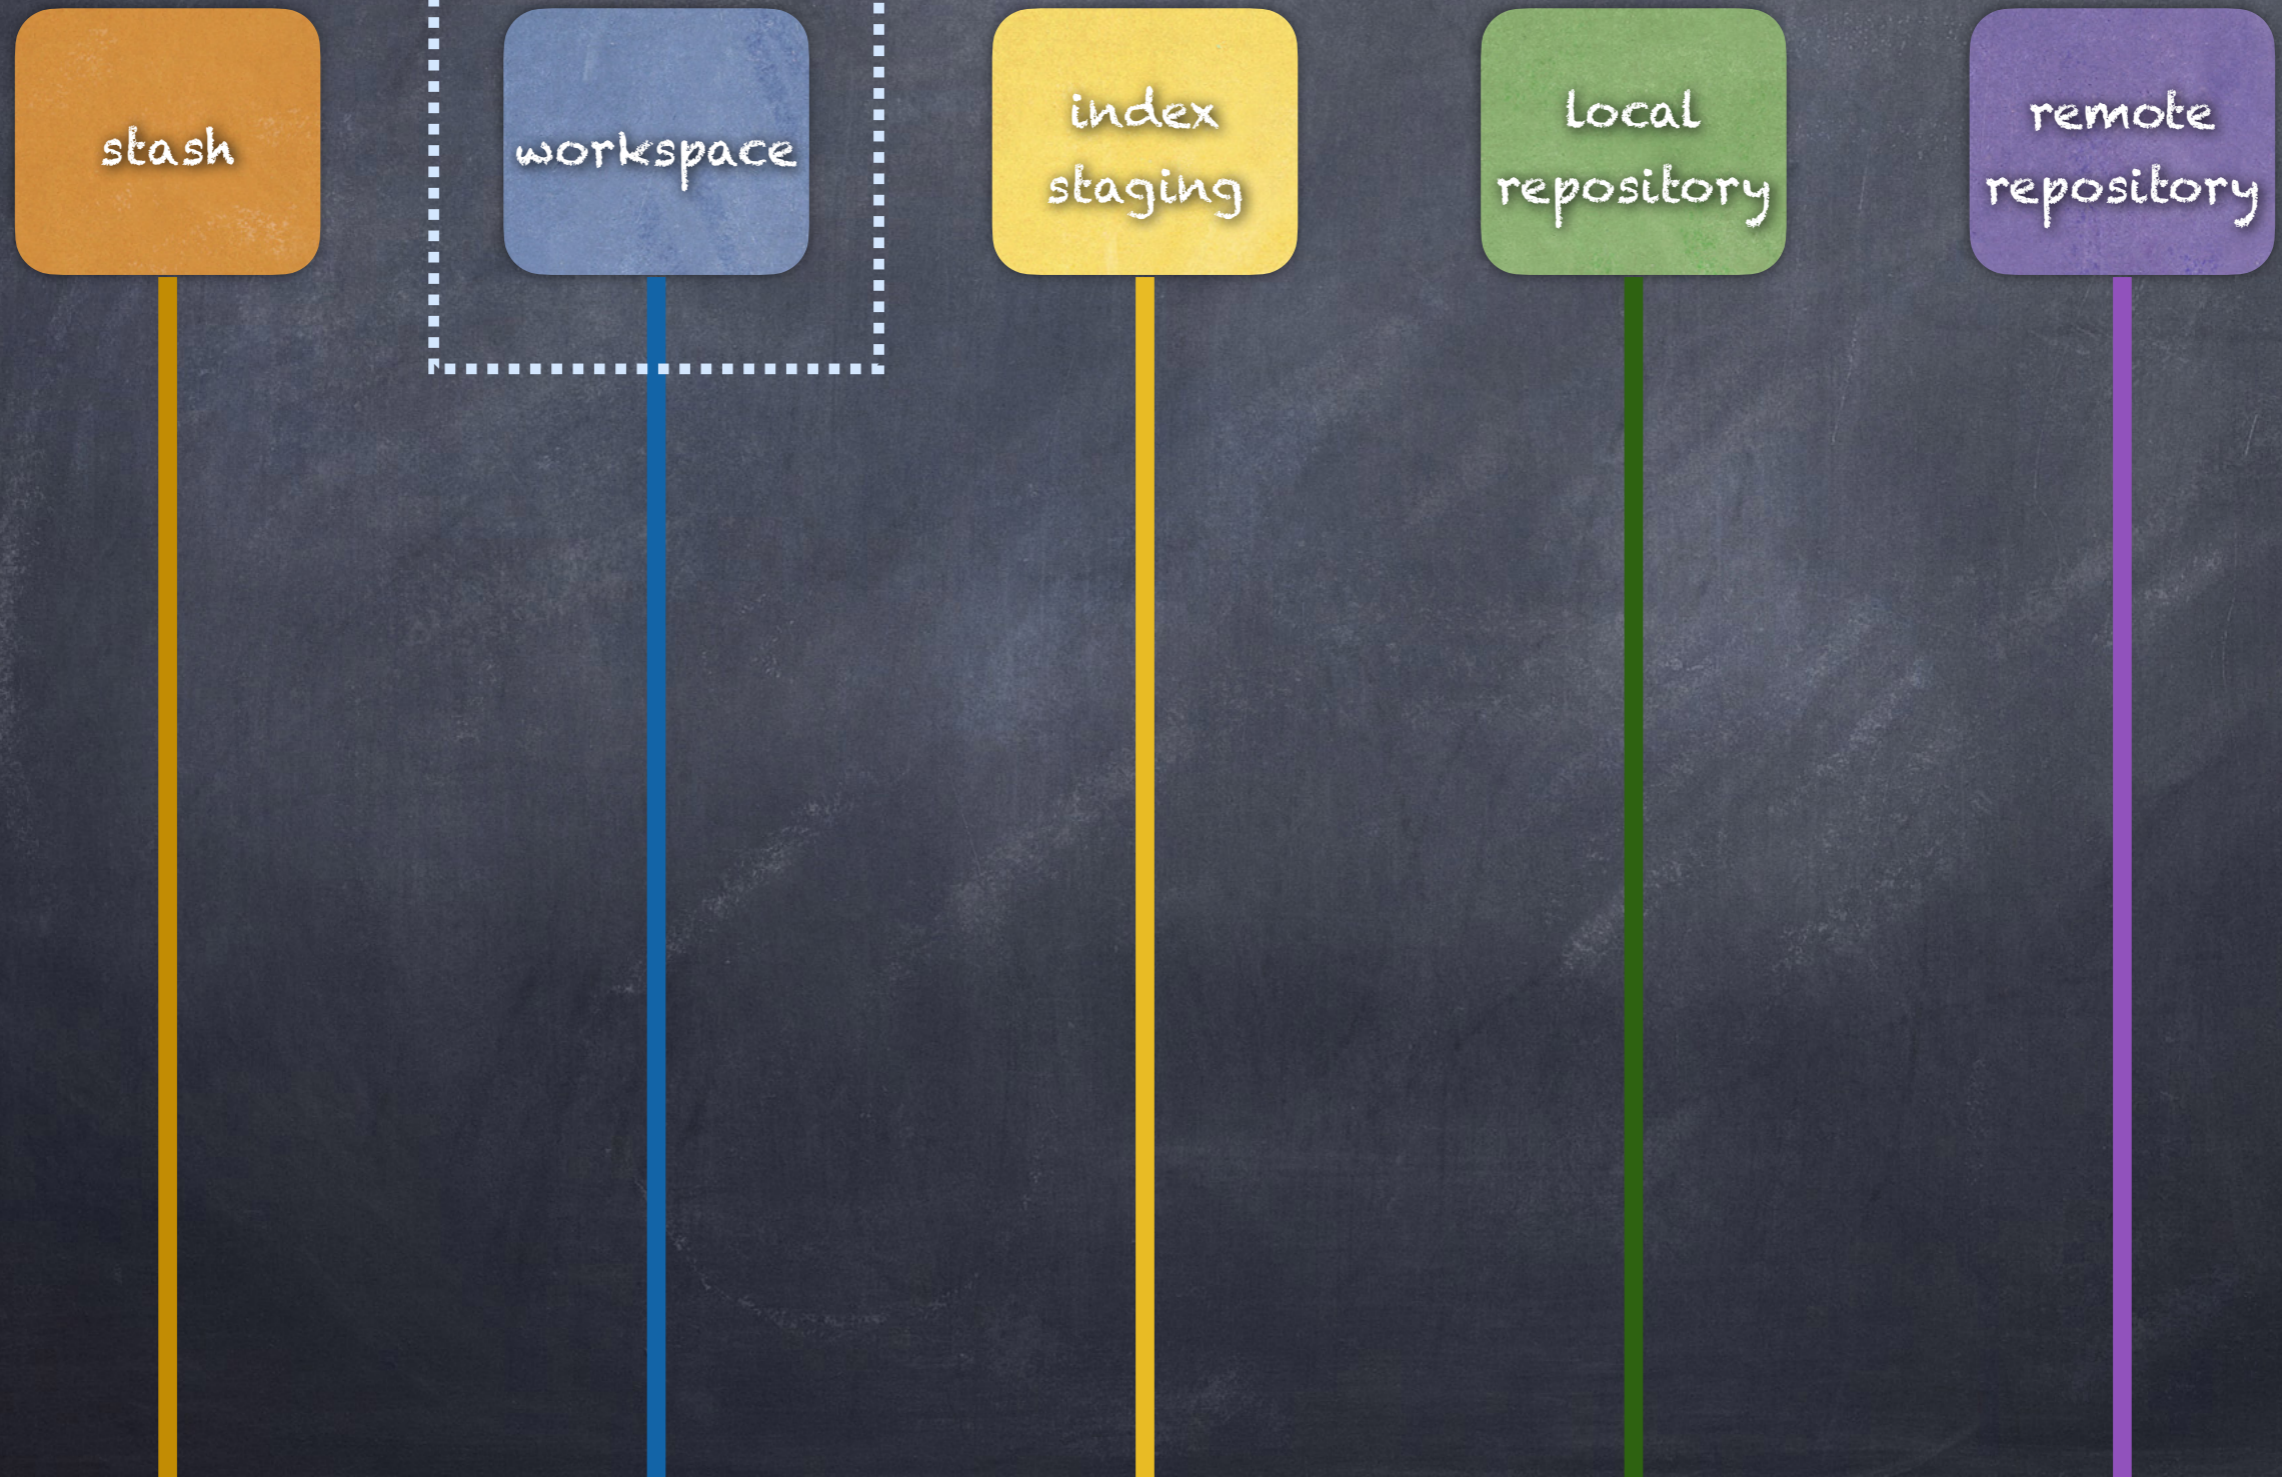 stash
workspace
index
staging
local
repository
remote
repository